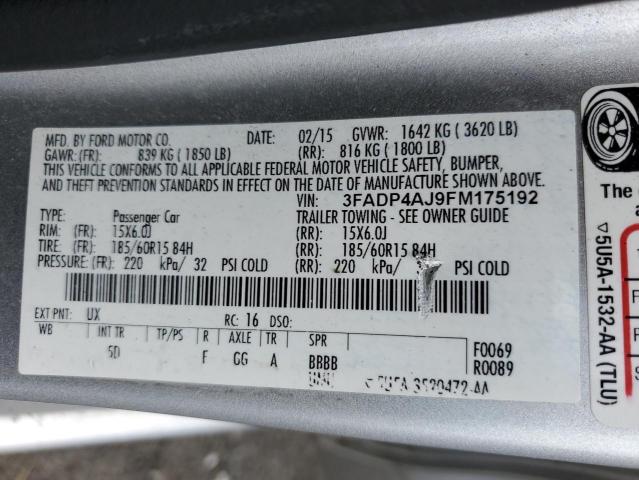 MFD. BY FORD MOTOR CO. DATE: 02/15 GVWR: 1642 KG ( 3620 LB)
GAWR: (FR): 839 KG ( 1850 LB) (RR): 816 KG ( 1800 LB)
THIS VEHICLE CONFORMS TO ALL APPLICABLE FEDERAL MOTOR VEHICLE SAFETY, BUMPER,
AND THEFT PREVENTION STANDARDS IN EFFECT ON THE DATE OF MANUFACTURE SHOWN ABOVE.
VIN: 3FADP4AJ9FM175192
TYPE: Passenger Car TRAILER TOWING - SEE OWNER GUIDE
RIM: (FR): 15X6.0J (RR): 15X6.0J
TIRE: (FR): 185/60R15 84H (RR): 185/60R15 84H
PRESSURE: (FR): 220 kPa/ 32 PSI COLD (RR): 220 kPa/ PSI COLD
EXT PNT: UX RC: 16 DSO:
WB INT TR TP/PS R AXLE TR SPR F0069
5D F GG A BBBB R0089
▽5U5A-1532-AA (TLU)
The